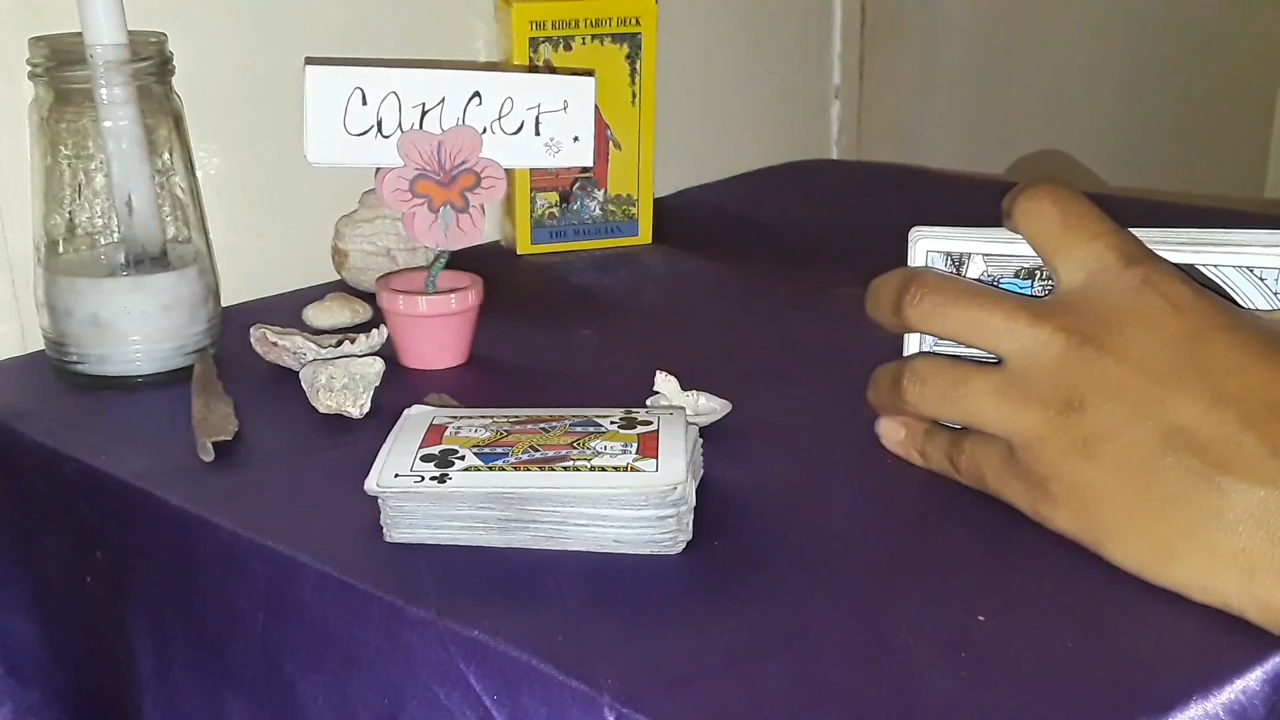 THE RIDER TAROT DECK
I
cancer
THE MAGICIAN.
J
J